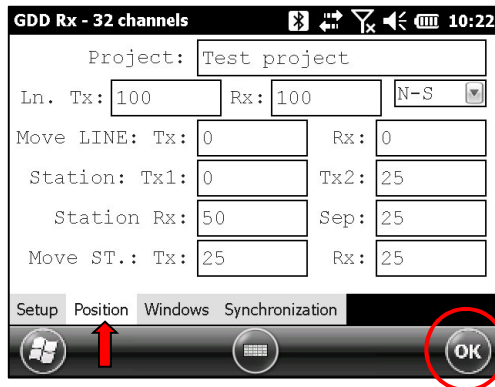 GDD Rx - 32 channels 10:22
Project: Test project
Ln. Tx: 100 Rx: 100 N-S
Move LINE: Tx: 0 Rx: 0
Station: Tx1: 0 Tx2: 25
Station Rx: 50 Sep: 25
Move ST.: Tx: 25 Rx: 25
Setup Position Windows Synchronization
OK